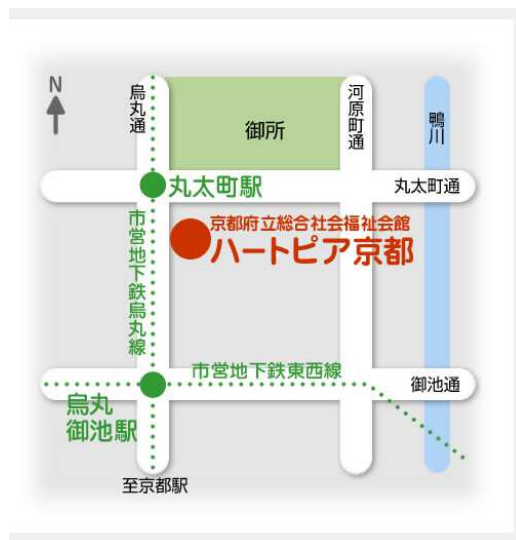 N
烏丸通
御所
河原町通
鴨川
丸太町駅
丸太町通
京都府立総合社会福祉会館
ハートピア京都
市営地下鉄烏丸線
市営地下鉄東西線
御池通
烏丸
御池駅
至京都駅